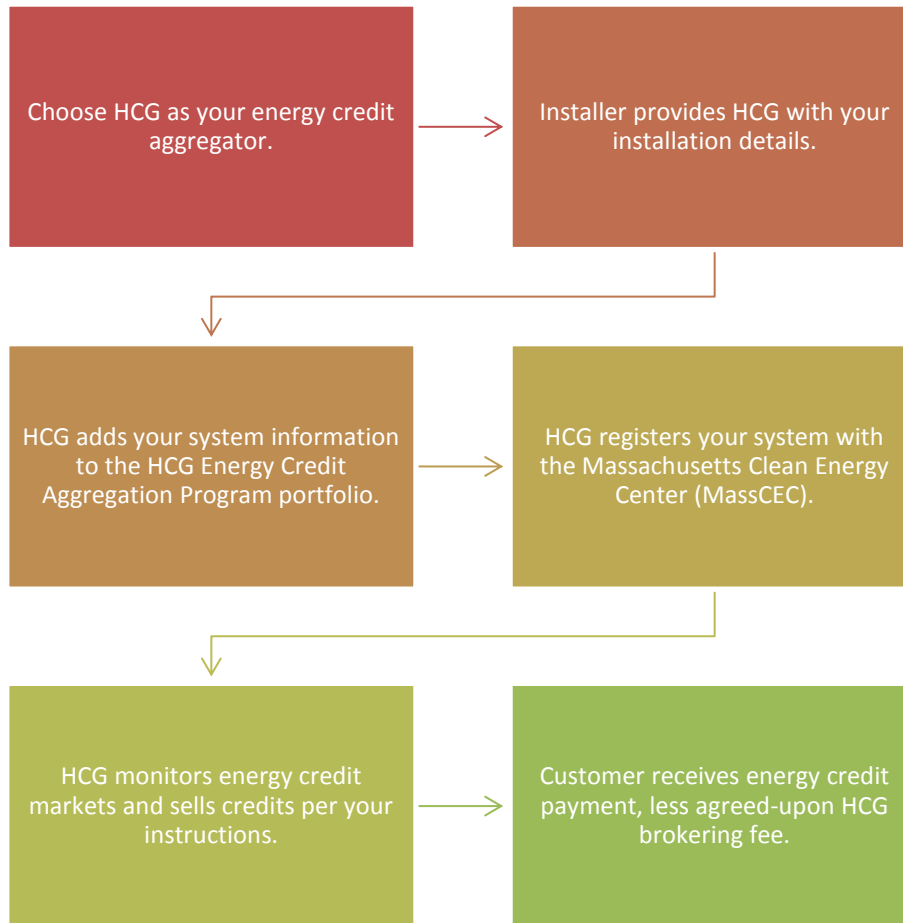 Choose HCG as your energy credit
aggregator.
Installer provides HCG with your
installation details.
HCG adds your system information
to the HCG Energy Credit
Aggregation Program portfolio.
HCG registers your system with
the Massachusetts Clean Energy
Center (MassCEC).
HCG monitors energy credit
markets and sells credits per your
instructions.
Customer receives energy credit
payment, less agreed-upon HCG
brokering fee.